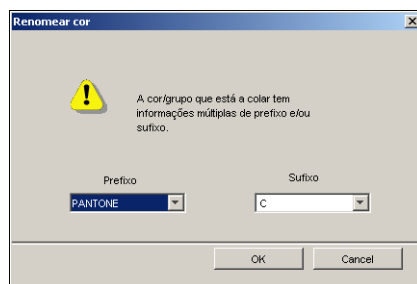 Renomear cor
A cor/grupo que está a colar tem
informações múltiplas de prefixo e/ou
sufixo.
Prefixo
Sufixo
PANTONE
C
OK
Cancel